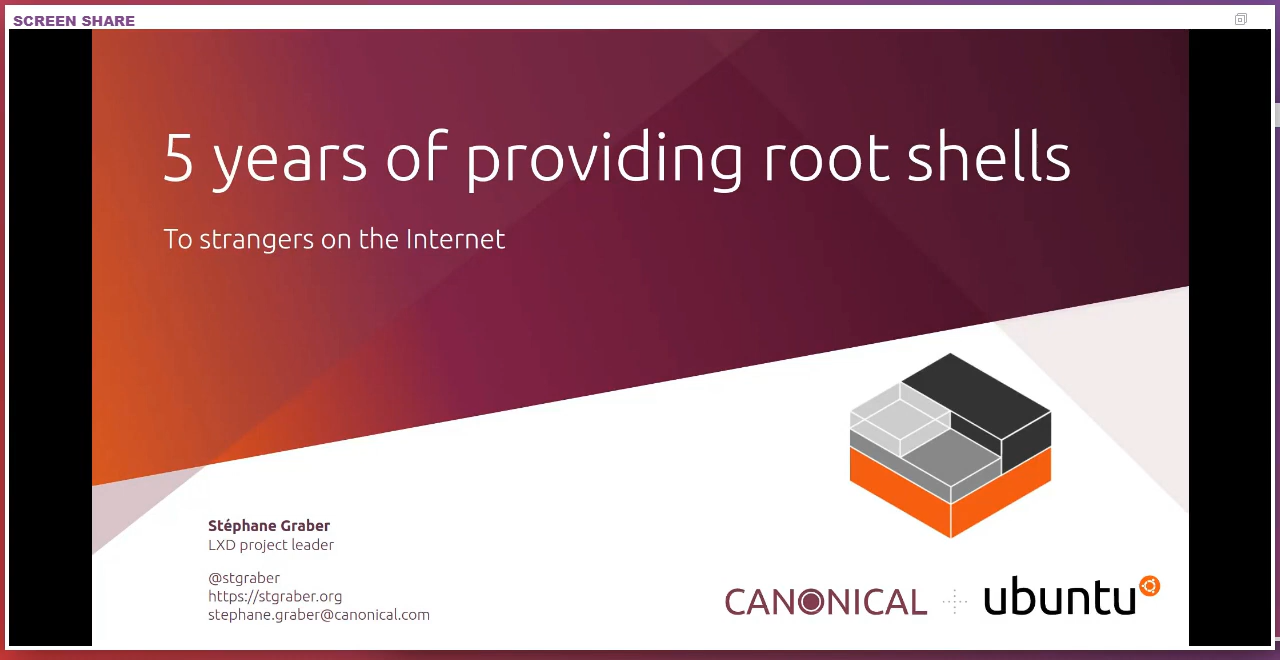 SCREEN SHARE
5 years of providing root shells
To strangers on the Internet
Stéphane Graber
LXD project leader
@stgraber
https://stgraber.org
stephane.graber@canonical.com
CANONICAL
ubuntu